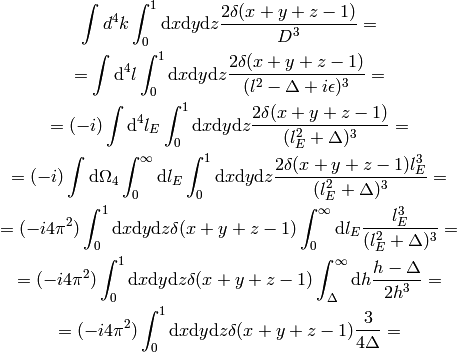 \int d^4k \int_0^1 \mathrm{d}x\mathrm{d}y\mathrm{d}z \frac{2\delta(x+y+z-1)}{D^3} =
= \int \mathrm{d}^4l \int_0^1 \mathrm{d}x\mathrm{d}y\mathrm{d}z \frac{2\delta(x+y+z-1)}{(l^2-\Delta+i\epsilon)^3} =
= (-i) \int \mathrm{d}^4l_E \int_0^1 \mathrm{d}x\mathrm{d}y\mathrm{d}z \frac{2\delta(x+y+z-1)}{(l_E^2+\Delta)^3} =
= (-i) \int \mathrm{d}\Omega_4 \int_0^\infty \mathrm{d}l_E \int_0^1 \mathrm{d}x\mathrm{d}y\mathrm{d}z \frac{2\delta(x+y+z-1)l_E^3}{(l_E^2+\Delta)^3} =
= (-i4\pi^2) \int_0^1 \mathrm{d}x\mathrm{d}y\mathrm{d}z\delta(x+y+z-1) \int_0^\infty \mathrm{d}l_E \frac{l_E^3}{(l_E^2+\Delta)^3} =
= (-i4\pi^2) \int_0^1 \mathrm{d}x\mathrm{d}y\mathrm{d}z\delta(x+y+z-1) \int_\Delta^\infty \mathrm{d}h \frac{h-\Delta}{2h^3} =
= (-i4\pi^2) \int_0^1 \mathrm{d}x\mathrm{d}y\mathrm{d}z\delta(x+y+z-1) \frac{3}{4\Delta} =